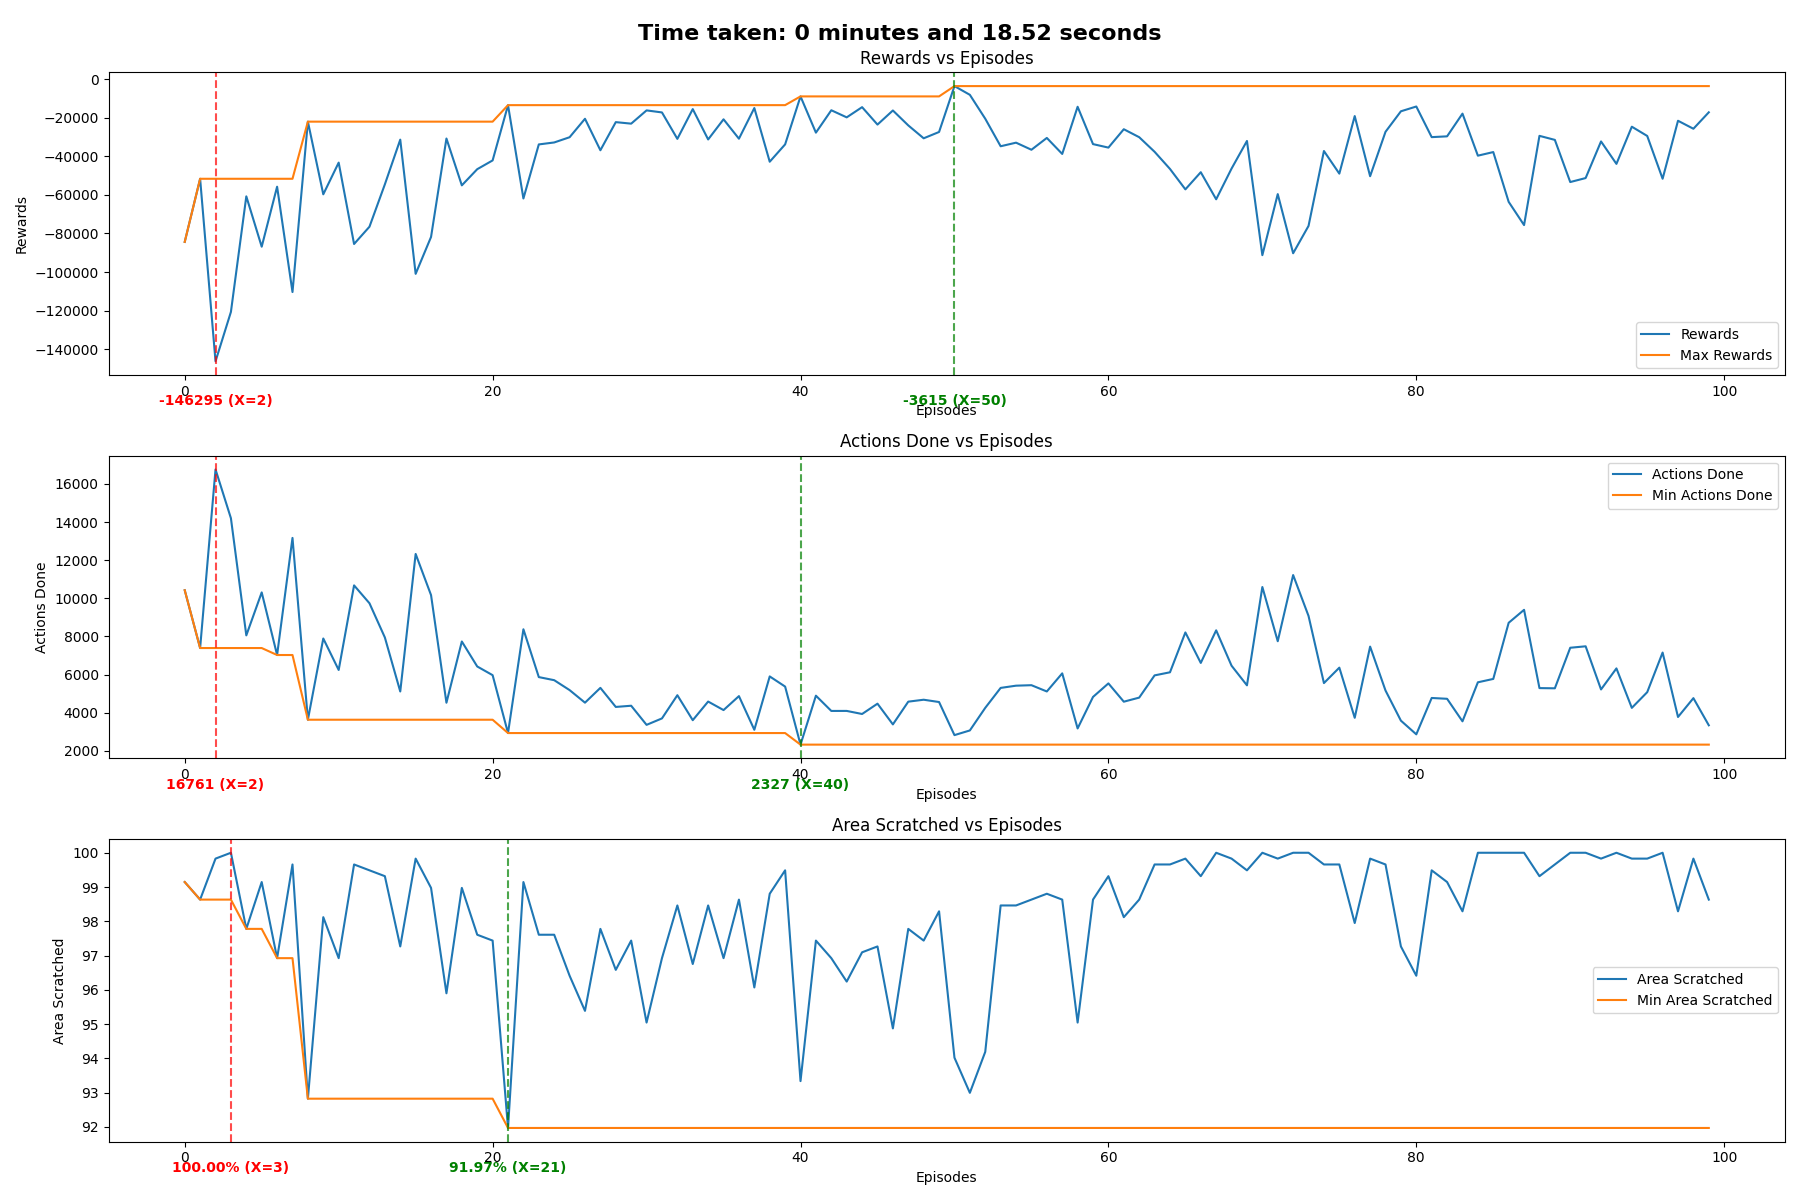 Time taken: 0 minutes and 18.52 seconds
Rewards vs Episodes
0
−20000
−40000
−60000
−80000
−100000
−120000
−140000
Rewards
Rewards
Max Rewards
0 20 40 60 80 100
-146295 (X=2) -3615 (X=50)
Episodes
Actions Done vs Episodes
16000
14000
12000
10000
8000
6000
4000
2000
Actions Done
Actions Done
Min Actions Done
0 20 40 60 80 100
16761 (X=2) 2327 (X=40)
Episodes
Area Scratched vs Episodes
100
99
98
97
96
95
94
93
92
Area Scratched
Area Scratched
Min Area Scratched
0 20 40 60 80 100
100.00% (X=3) 91.97% (X=21)
Episodes